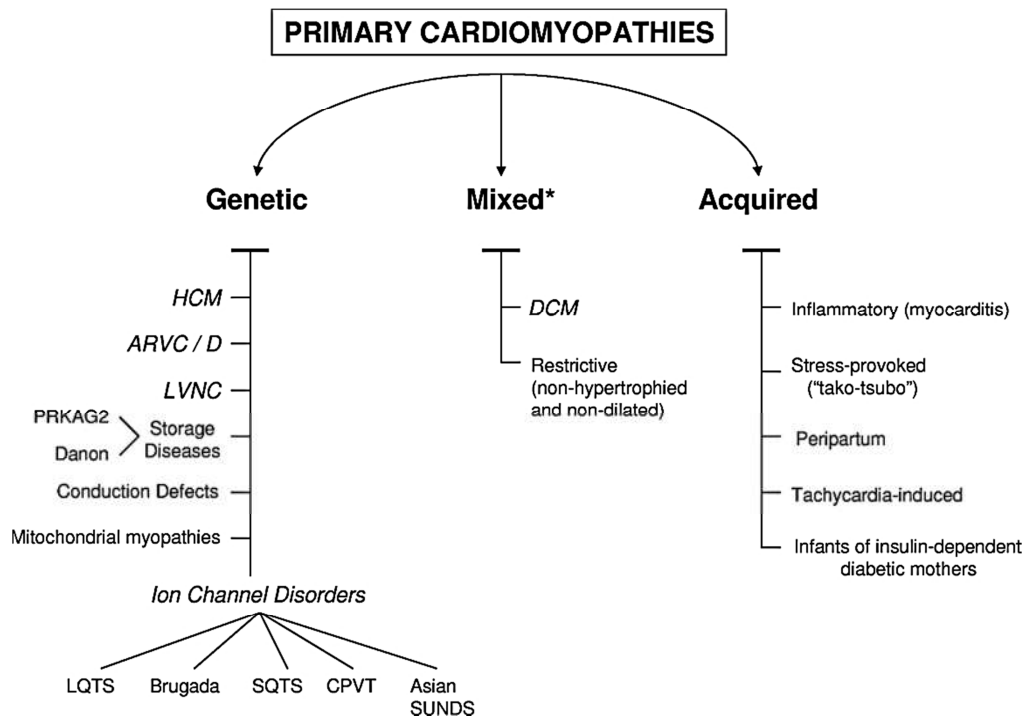 PRIMARY CARDIOMYOPATHIES
Genetic
HCM
ARVC / D
LVNC
PRKAG2
Danon
Storage
Diseases
Conduction Defects
Mitochondrial myopathies
Ion Channel Disorders
LQTS
Brugada
SQTS
CPVT
Asian
SUNDS
Mixed*
DCM
Restrictive
(non-hypertrophied
and non-dilated)
Acquired
Inflammatory (myocarditis)
Stress-provoked
(“tako-tsubo”)
Peripartum
Tachycardia-induced
Infants of insulin-dependent
diabetic mothers